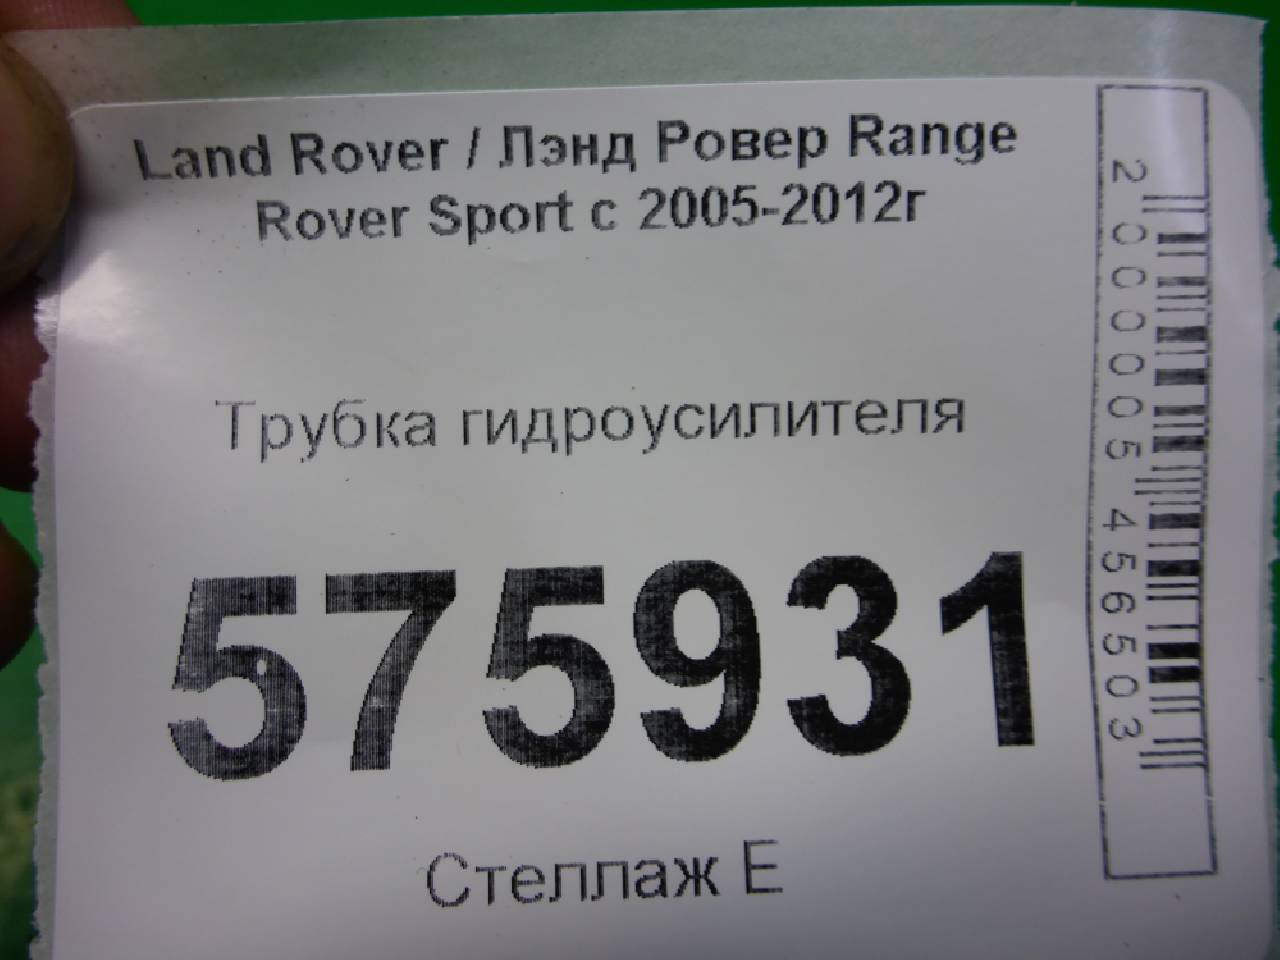 Land Rover / Лэнд Ровер Range
Rover Sport с 2005-2012г
Трубка гидроусилителя
575931
Стеллаж Е
2000005456503